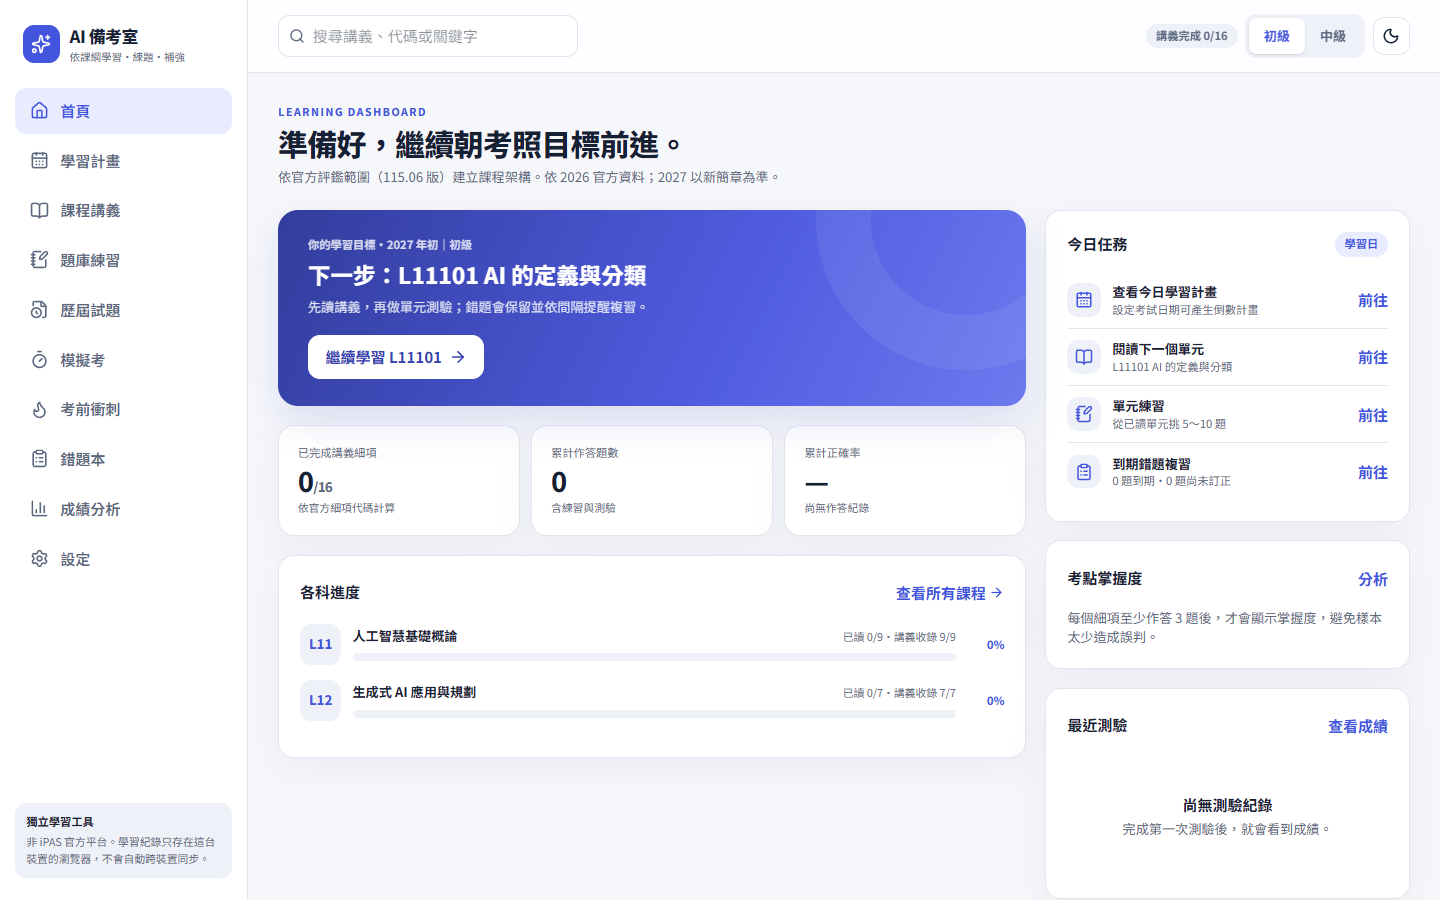 AI 備考室
依課綱學習・練題・補強
首頁
學習計畫
課程講義
題庫練習
歷屆試題
模擬考
考前衝刺
錯題本
成績分析
設定
獨立學習工具
非 iPAS 官方平台。學習紀錄只存在這台
裝置的瀏覽器，不會自動跨裝置同步。
搜尋講義、代碼或關鍵字
講義完成 0/16
初級
中級
LEARNING DASHBOARD
準備好，繼續朝考照目標前進。
依官方評鑑範圍（115.06 版）建立課程架構。依 2026 官方資料；2027 以新簡章為準。
你的學習目標・2027 年初｜初級
下一步：L11101 AI 的定義與分類
先讀講義，再做單元測驗；錯題會保留並依間隔提醒複習。
繼續學習 L11101
已完成講義細項
0/16
依官方細項代碼計算
累計作答題數
0
含練習與測驗
累計正確率
—
尚無作答紀錄
各科進度
查看所有課程
L11
人工智慧基礎概論
已讀 0/9・講義收錄 9/9
0%
L12
生成式 AI 應用與規劃
已讀 0/7・講義收錄 7/7
0%
今日任務
學習日
查看今日學習計畫
設定考試日期可產生倒數計畫
前往
閱讀下一個單元
L11101 AI 的定義與分類
前往
單元練習
從已讀單元挑 5～10 題
前往
到期錯題複習
0 題到期・0 題尚未訂正
前往
考點掌握度
分析
每個細項至少作答 3 題後，才會顯示掌握度，避免樣本
太少造成誤判。
最近測驗
查看成績
尚無測驗紀錄
完成第一次測驗後，就會看到成績。